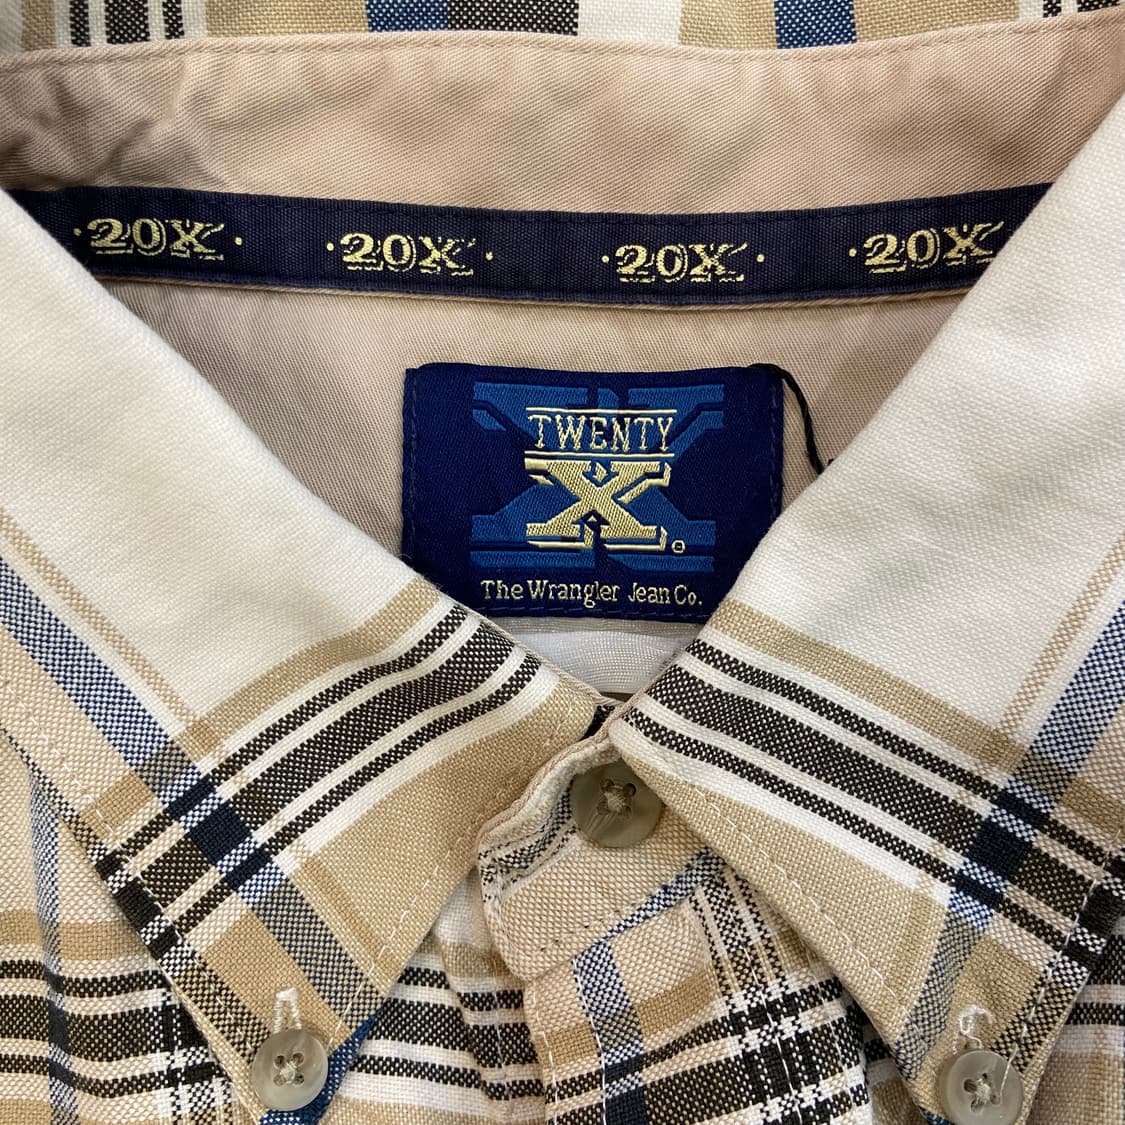 20X 20X 20X 20X
TWENTY
X
The Wrangler Jean Co.